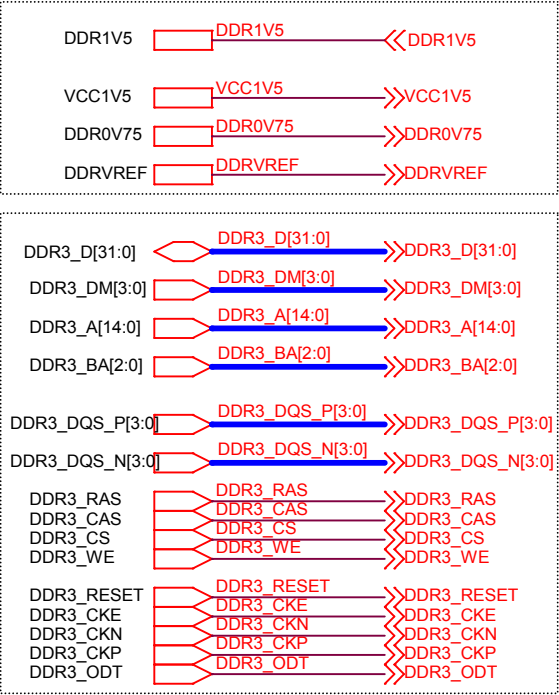 DDR1V5 DDR1V5 DDR1V5
VCC1V5 VCC1V5 VCC1V5
DDR0V75 DDR0V75 DDR0V75
DDRVREF DDRVREF DDRVREF
DDR3_D[31:0] DDR3_D[31:0] DDR3_D[31:0]
DDR3_DM[3:0] DDR3_DM[3:0] DDR3_DM[3:0]
DDR3_A[14:0] DDR3_A[14:0] DDR3_A[14:0]
DDR3_BA[2:0] DDR3_BA[2:0] DDR3_BA[2:0]
DDR3_DQS_P[3:0] DDR3_DQS_P[3:0] DDR3_DQS_P[3:0]
DDR3_DQS_N[3:0] DDR3_DQS_N[3:0] DDR3_DQS_N[3:0]
DDR3_RAS DDR3_RAS DDR3_RAS
DDR3_CAS DDR3_CAS DDR3_CAS
DDR3_CS DDR3_CS DDR3_CS
DDR3_WE DDR3_WE DDR3_WE
DDR3_RESET DDR3_RESET DDR3_RESET
DDR3_CKE DDR3_CKE DDR3_CKE
DDR3_CKN DDR3_CKN DDR3_CKN
DDR3_CKP DDR3_CKP DDR3_CKP
DDR3_ODT DDR3_ODT DDR3_ODT